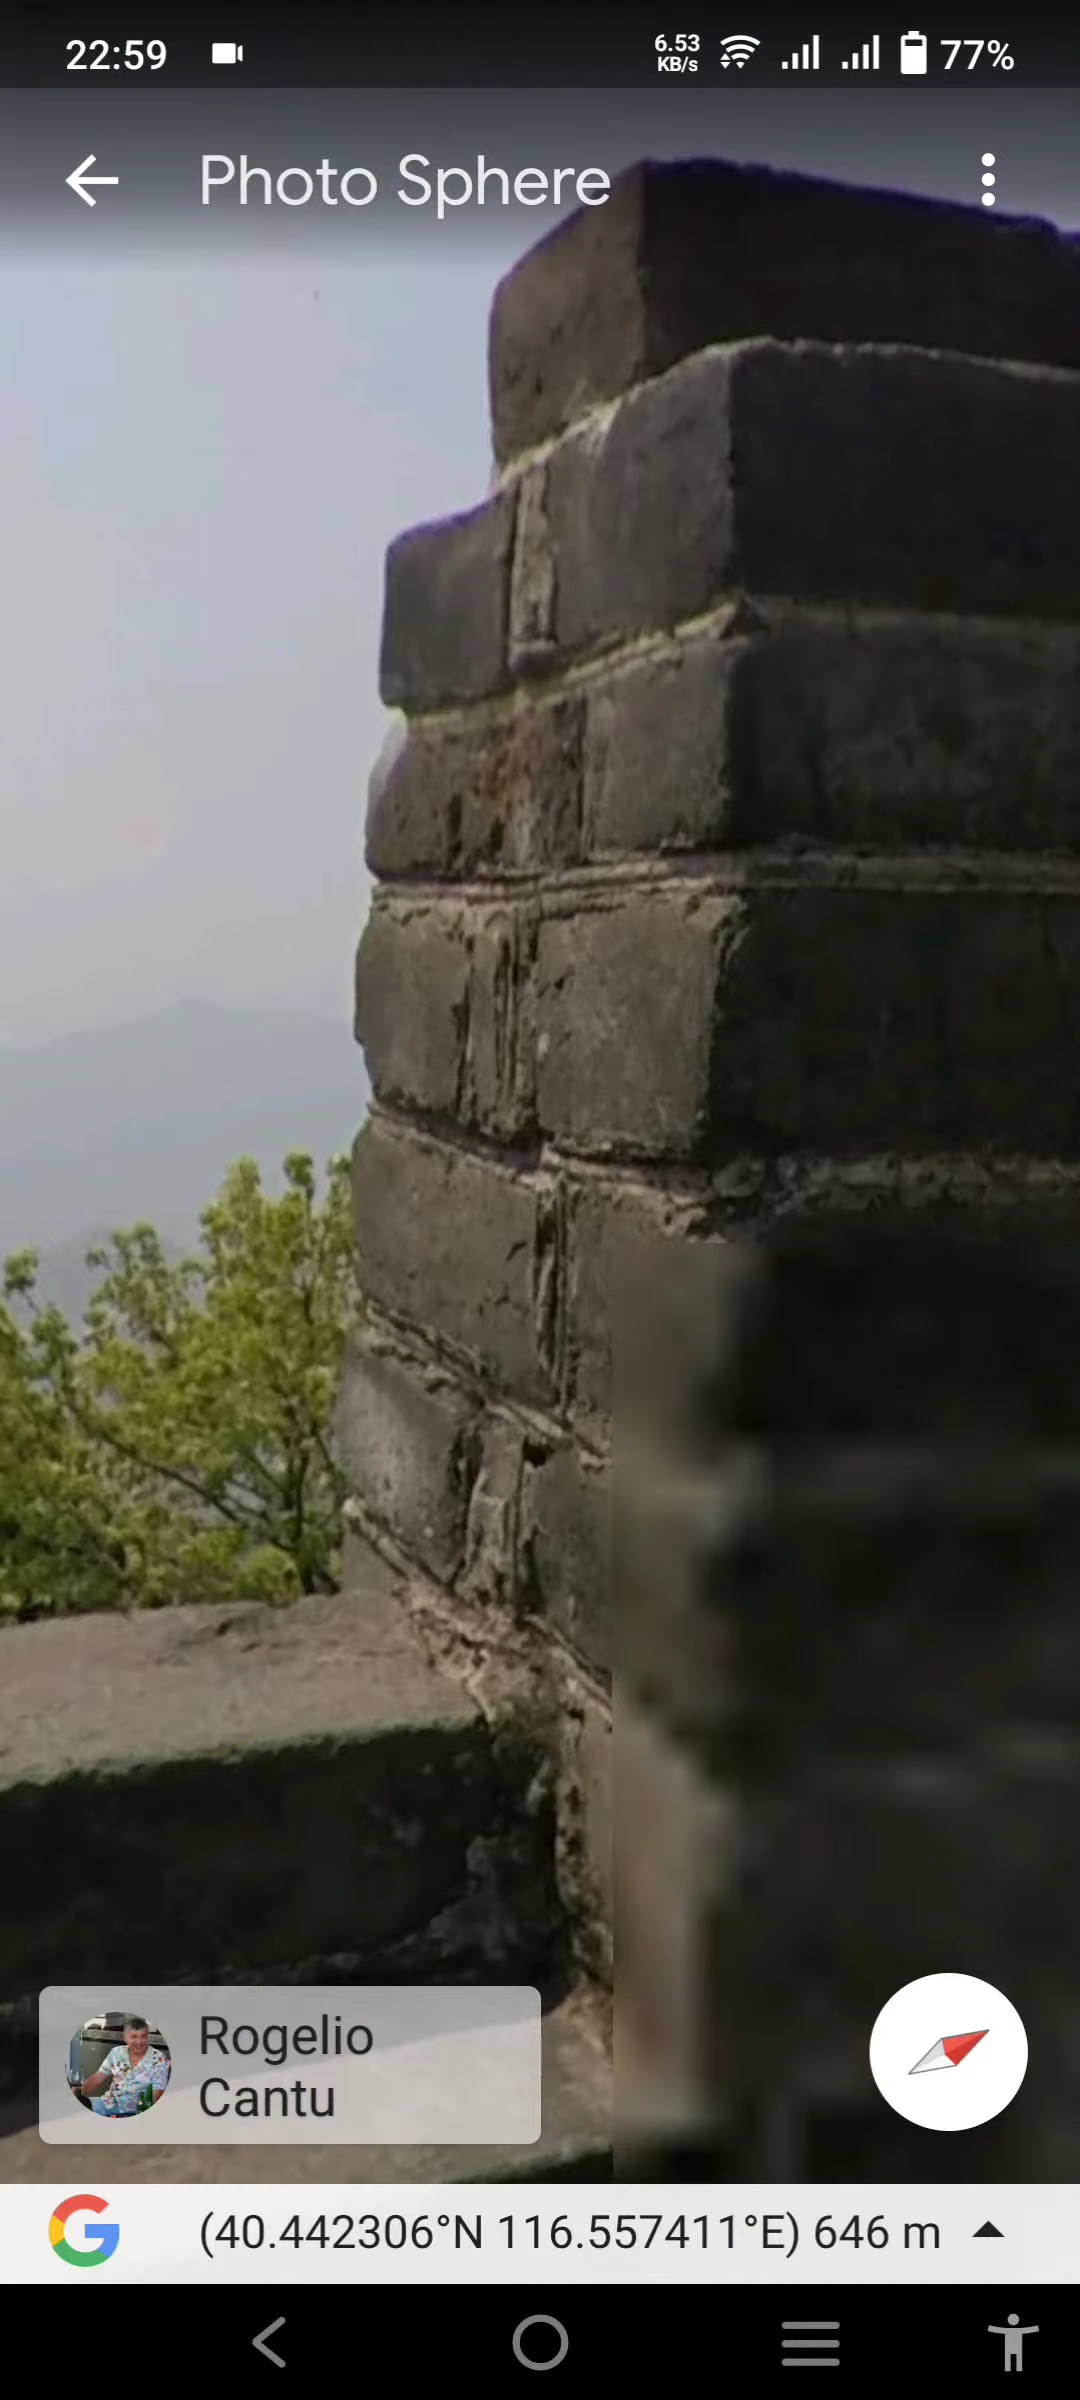 22:59
6.53
KB/s
77%
Photo Sphere
Rogelio
Cantu
(40.442306°N 116.557411°E) 646 m